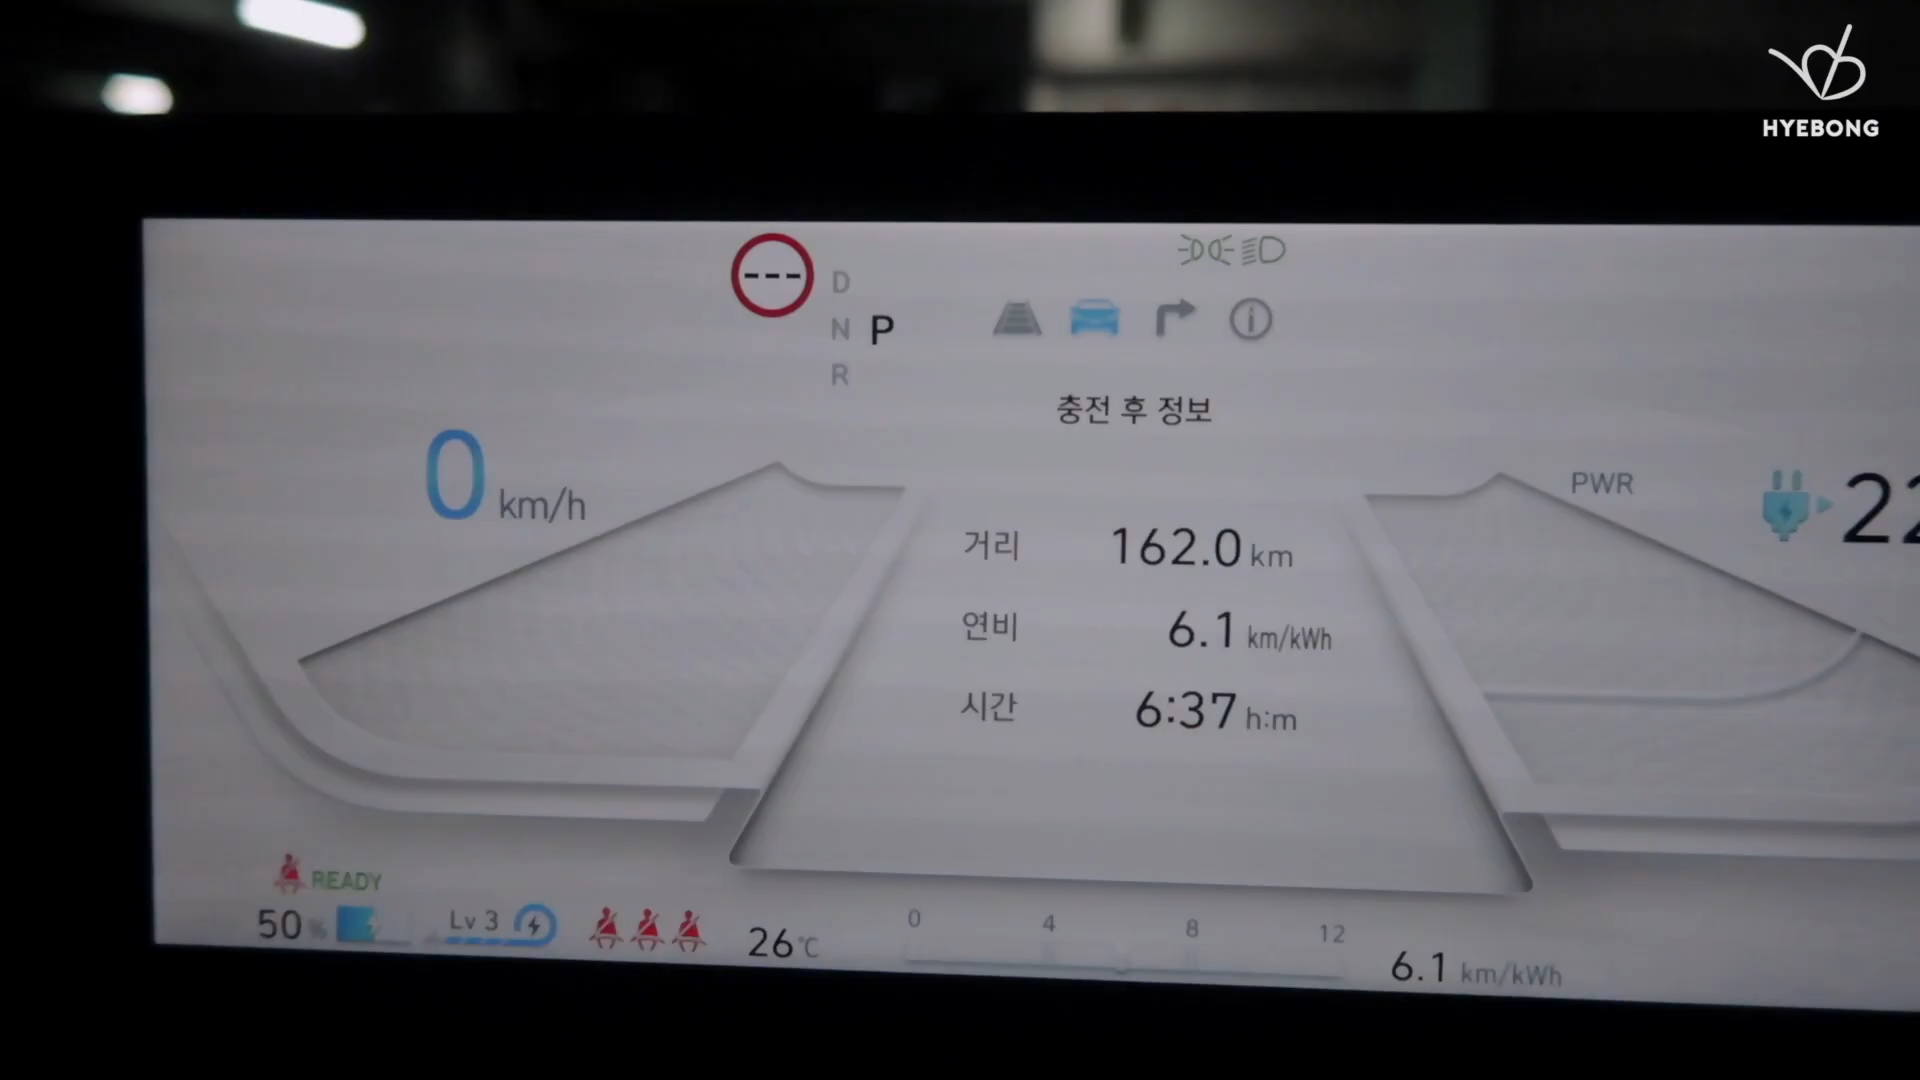 HYEBONG
---
D
N P
R
충전 후 정보
0 km/h
PWR
거리 162.0 km
연비 6.1 km/kWh
시간 6:37 h:m
READY
50 %
Lv 3
26 ℃
0 4 8 12
6.1 km/kWh